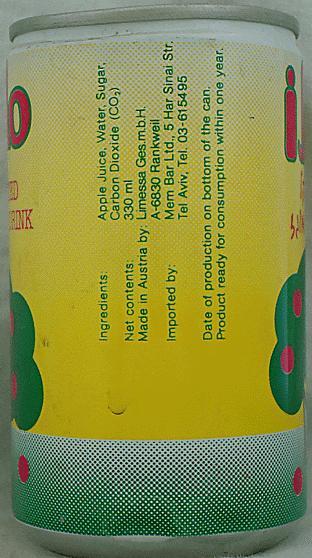 Ingredients: Apple Juice, Water, Sugar,
Carbon Dioxide (CO₂)
Net contents: 330 ml
Made in Austria by: Limessa Ges.m.b.H.
A-6830 Rankweil
Imported by: Mem Bar Ltd., 5 Har Sinai Str.
Tel Aviv, Tel. 03-615495
Date of production on bottom of the can.
Product ready for consumption within one year.